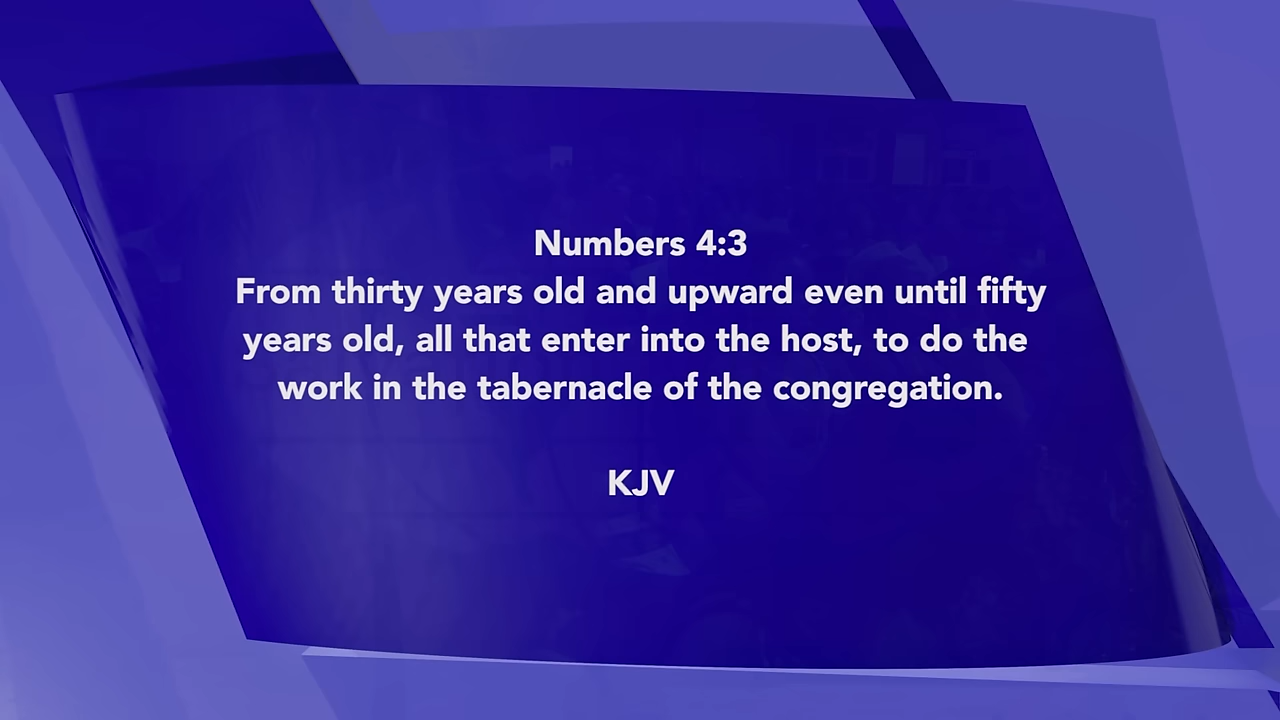 Numbers 4:3
From thirty years old and upward even until fifty
years old, all that enter into the host, to do the
work in the tabernacle of the congregation.
KJV